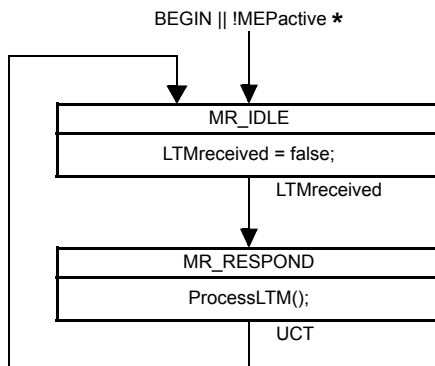 BEGIN || !MEPactive *
MR_IDLE
LTMreceived = false;
LTMreceived
MR_RESPOND
ProcessLTM();
UCT